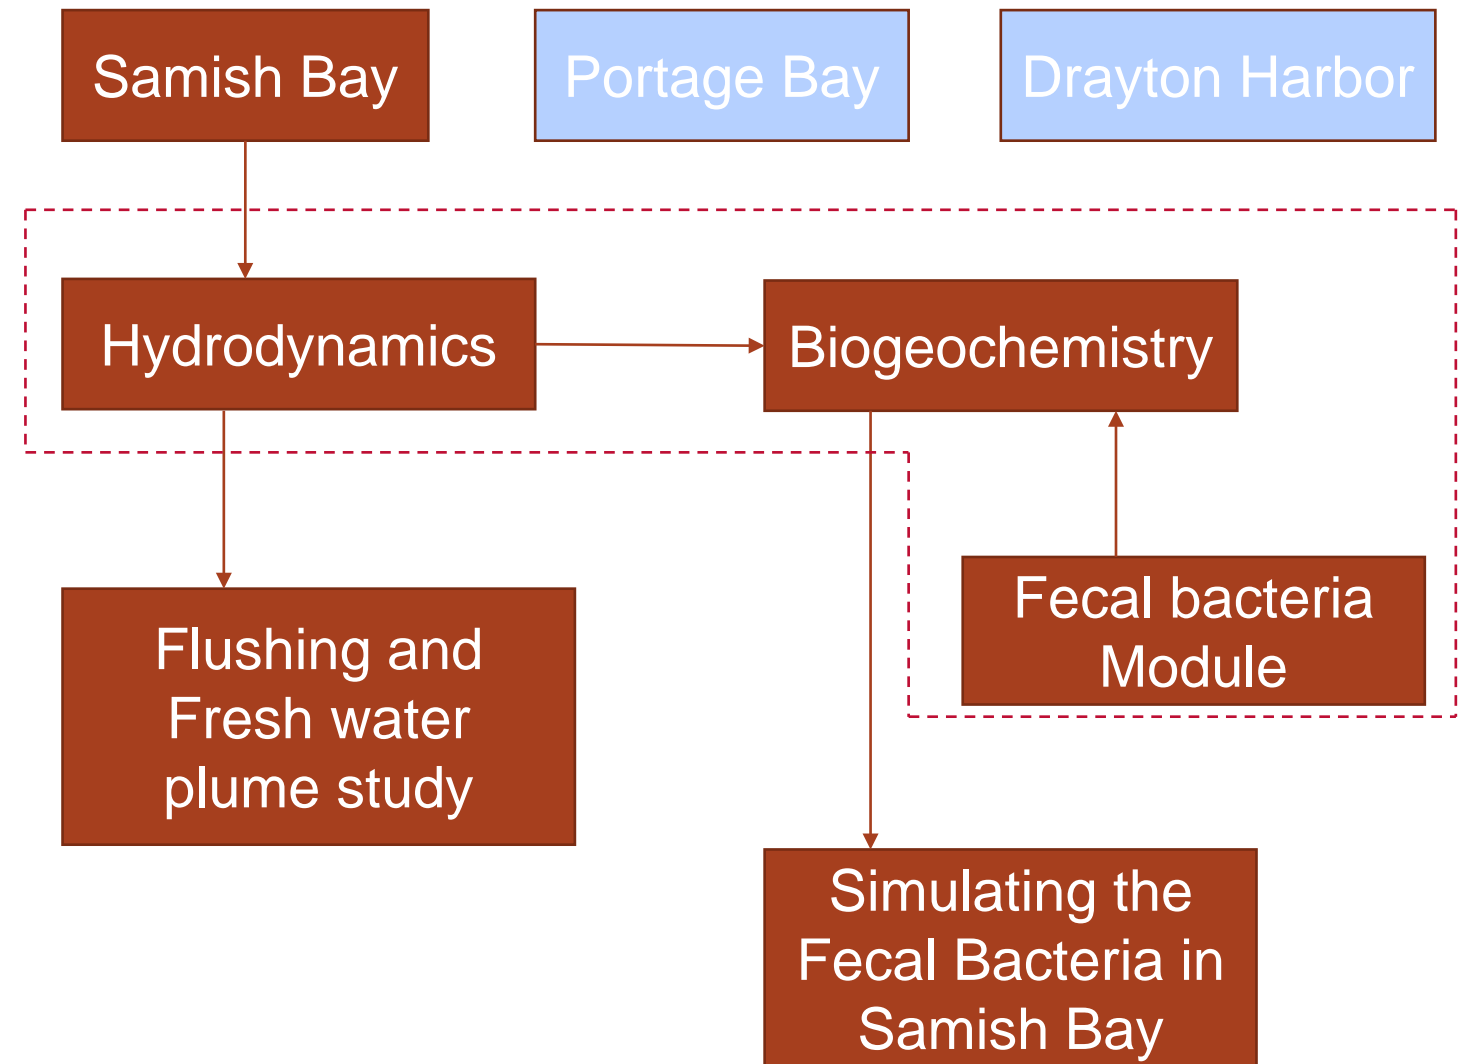 Samish Bay
Portage Bay
Drayton Harbor
Hydrodynamics
Biogeochemistry
Fecal bacteria
Module
Flushing and
Fresh water
plume study
Simulating the
Fecal Bacteria in
Samish Bay